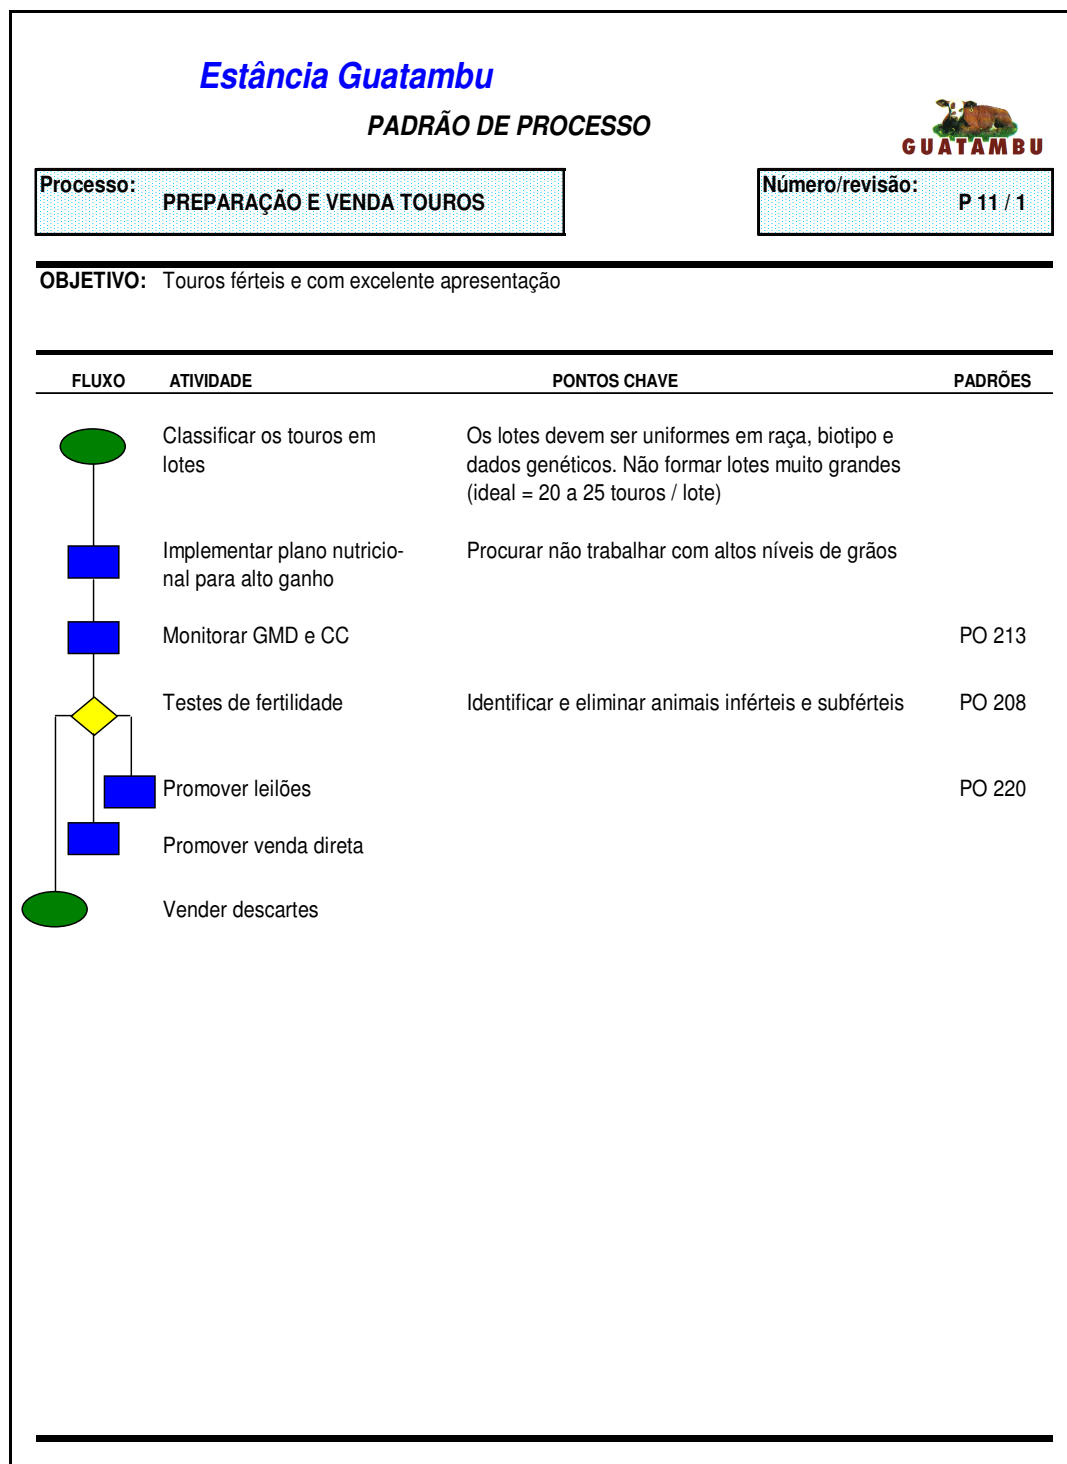 Estância Guatambu
PADRÃO DE PROCESSO
GUATAMBU
Processo:
PREPARAÇÃO E VENDA TOUROS
Número/revisão:
P 11 / 1
OBJETIVO: Touros férteis e com excelente apresentação
FLUXO ATIVIDADE PONTOS CHAVE PADRÕES
Classificar os touros em Os lotes devem ser uniformes em raça, biotipo e
lotes dados genéticos. Não formar lotes muito grandes
(ideal = 20 a 25 touros / lote)
Implementar plano nutricio- Procurar não trabalhar com altos níveis de grãos
nal para alto ganho
Monitorar GMD e CC PO 213
Testes de fertilidade Identificar e eliminar animais inférteis e subférteis PO 208
Promover leilões PO 220
Promover venda direta
Vender descartes